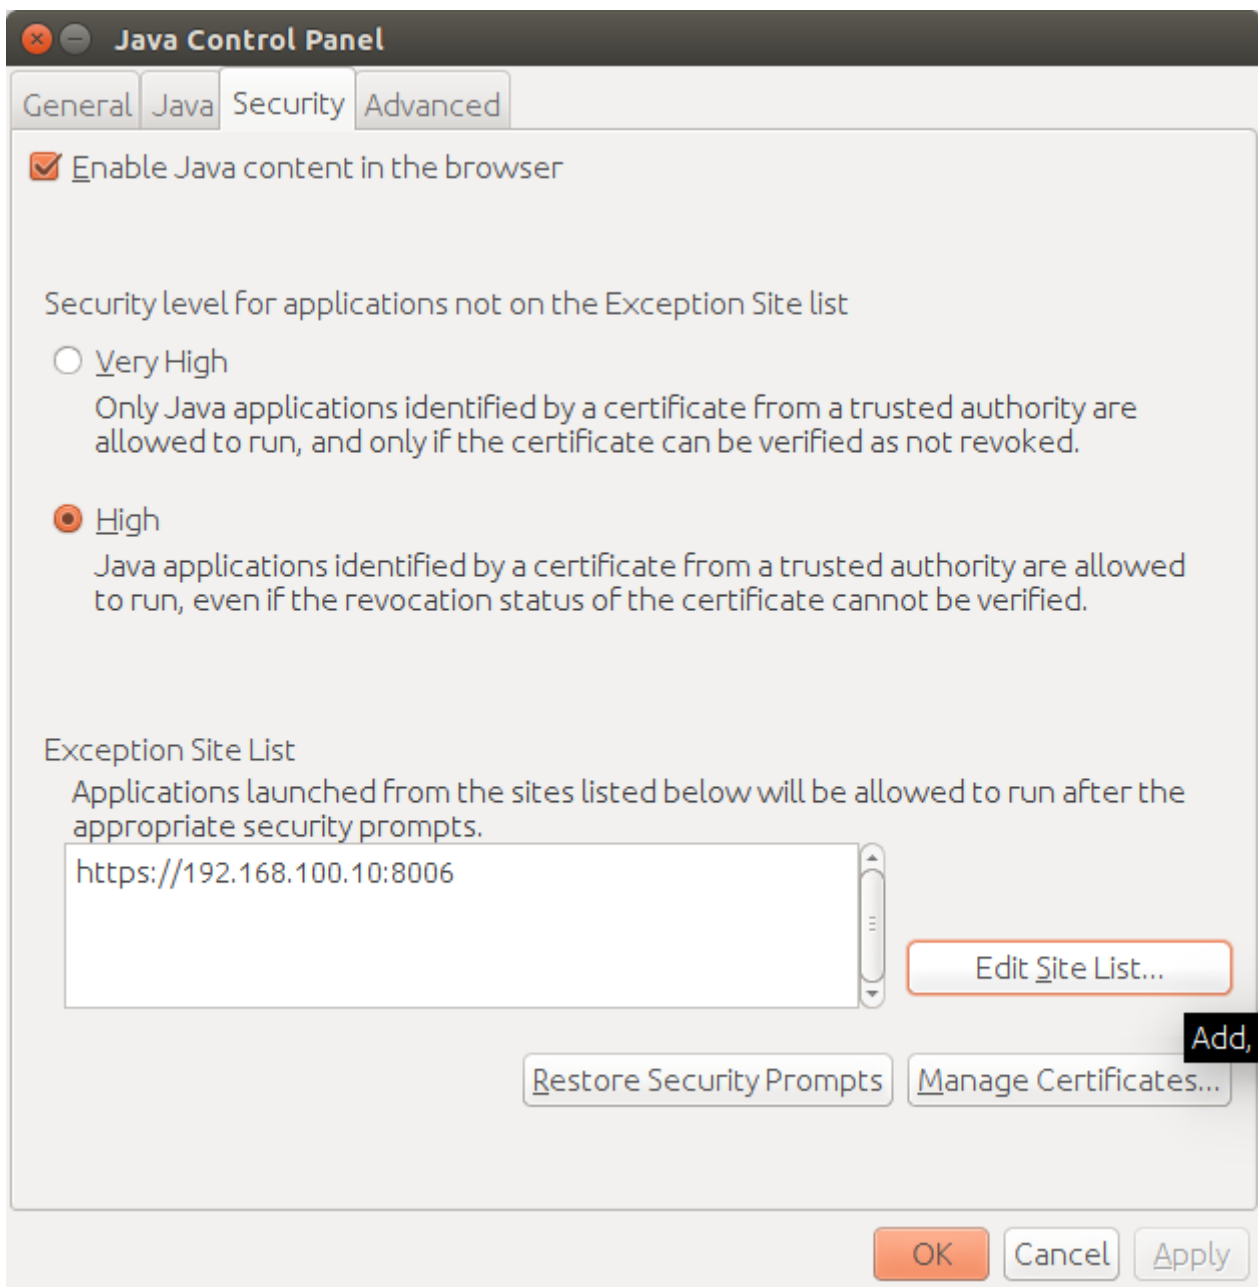 Java Control Panel
General Java Security Advanced
Enable Java content in the browser
Security level for applications not on the Exception Site list
Very High
Only Java applications identified by a certificate from a trusted authority are
allowed to run, and only if the certificate can be verified as not revoked.
High
Java applications identified by a certificate from a trusted authority are allowed
to run, even if the revocation status of the certificate cannot be verified.
Exception Site List
Applications launched from the sites listed below will be allowed to run after the
appropriate security prompts.
https://192.168.100.10:8006
Edit Site List...
Add,
Restore Security Prompts Manage Certificates...
OK Cancel Apply